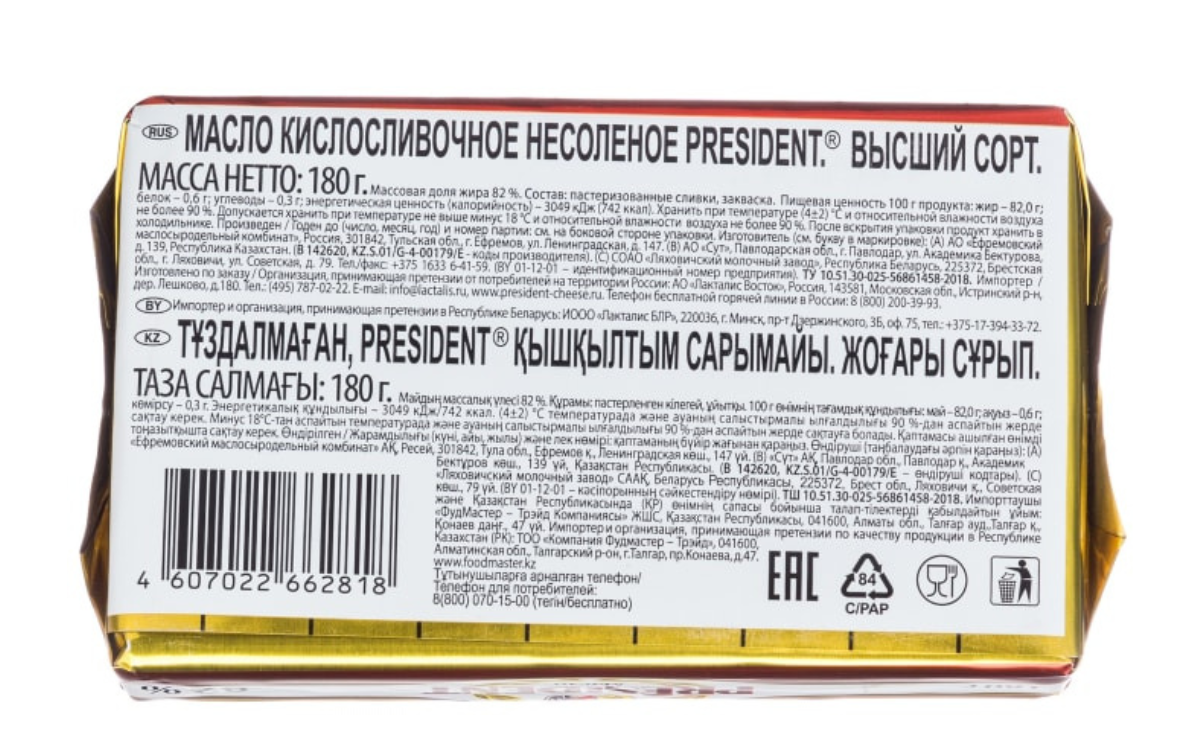 RUS МАСЛО КИСЛОСЛИВОЧНОЕ НЕСОЛЕНОЕ PRESIDENT.® ВЫСШИЙ СОРТ.
МАССА НЕТТО: 180 г. Массовая доля жира 82 %. Состав: пастеризованные сливки, закваска. Пищевая ценность 100 г продукта: жир – 82,0 г;
белок – 0,6 г; углеводы – 0,3 г; энергетическая ценность (калорийность) – 3049 кДж (742 ккал). Хранить при температуре (4±2) °С и относительной влажности воздуха
не более 90 %. Допускается хранить при температуре не выше минус 18 °С и относительной влажности воздуха не более 90 %. После вскрытия упаковки продукт хранить в
холодильнике. Произведен / Годен до (число, месяц, год) и номер партии: см. на боковой стороне упаковки. Изготовитель (см. букву в маркировке): (А) АО «Ефремовский
маслосыродельный комбинат», Россия, 301842, Тульская обл., г. Ефремов, ул. Ленинградская, д. 147. (В) АО «Сут», Павлодарская обл., г. Павлодар, ул. Академика Бектурова,
д. 139, Республика Казахстан. (В 142620, KZ.S.01/G-4-00179/E - коды производителя). (С) СОАО «Ляховичский молочный завод», Республика Беларусь, 225372, Брестская
обл., г. Ляховичи, ул. Советская, д. 79. Тел./факс: +375 1633 6-41-59. (BY 01-12-01 – идентификационный номер предприятия). ТУ 10.51.30-025-56861458-2018. Импортер /
Изготовлено по заказу / Организация, принимающая претензии от потребителей на территории России: АО «Лакталис Восток», Россия, 143581, Московская обл., Истринский р-н,
дер. Лешково, д.180. Тел.: (495) 787-02-22. E-mail: info@lactalis.ru, www.president-cheese.ru. Телефон бесплатной горячей линии в России: 8 (800) 200-39-93.
BY Импортер и организация, принимающая претензии в Республике Беларусь: ИООО «Лакталис БЛР», 220036, г. Минск, пр-т Дзержинского, 3Б, оф. 75, тел.: +375-17-394-33-72.
KZ ТҰЗДАЛМАҒАН, PRESIDENT® ҚЫШҚЫЛТЫМ САРЫМАЙЫ. ЖОҒАРЫ СҰРЫП.
ТАЗА САЛМАҒЫ: 180 г. Майдың массалық үлесі 82 %. Құрамы: пастерленген кілегей, ұйытқы. 100 г өнімнің тағамдық құндылығы: май – 82,0 г; ақуыз – 0,6 г;
көмірсу – 0,3 г. Энергетикалық құндылығы – 3049 кДж/742 ккал. (4±2) °С температурада және ауаның салыстырмалы ылғалдылығы 90 %-дан аспайтын жерде
сақтау керек. Минус 18°С-тан аспайтын температурада және ауаның салыстырмалы ылғалдылығы 90 %-дан аспайтын жерде сақтауға болады. Қаптамасы ашылған өнімді
тоңазытқышта сақтау керек. Өндірілген / Жарамдылығы (күні, айы, жылы) және лек нөмірі: қаптаманың бүйір жағынан қараңыз. Өндіруші (таңбалаудағы әрпін қараңыз): (А)
«Ефремовский маслосыродельный комбинат» АҚ, Ресей, 301842, Тула обл., Ефремов қ., Ленинградская көш., 147 үй. (В) «Сүт» АҚ, Павлодар обл., Павлодар қ., Академик
Бектұров көш., 139 үй, Қазақстан Республикасы. (В 142620, KZ.S.01/G-4-00179/E – өндіруші кодтары). (С)
«Ляховичский молочный завод» СААҚ, Беларусь Республикасы, 225372, Брест обл., Ляховичи қ., Советская
көш., 79 үй. (BY 01-12-01 – кәсіпорынның сәйкестендіру нөмірі). ТШ 10.51.30-025-56861458-2018. Импорттаушы
және Қазақстан Республикасында (ҚР) өнімнің сапасы бойынша талап-тілектерді қабылдайтын ұйым:
«ФудМастер – Трэйд Компаниясы» ЖШС, Қазақстан Республикасы, 041600, Алматы обл., Талғар ауд.,Талғар қ.,
Қонаев даңғ., 47 үй. Импортер и организация, принимающая претензии по качеству продукции в Республике
Казахстан (РК): ТОО «Компания Фудмастер – Трэйд», 041600,
Алматинская обл., Талгарский р-он, г.Талгар, пр.Конаева, д.47.
www.foodmaster.kz
Тұтынушыларға арналған телефон/
Телефон для потребителей:
8(800) 070-15-00 (тегін/бесплатно)
4 607022 662818
ЕАС
84
C/PAP